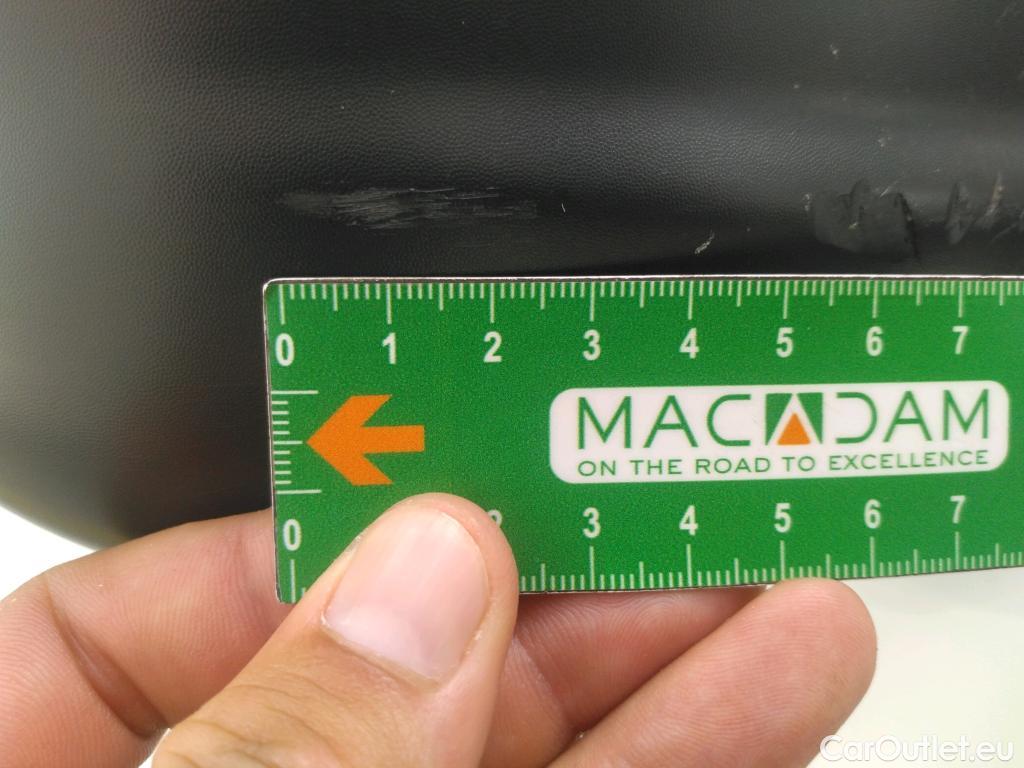 0 1 2 3 4 5 6 7
MACADAM
ON THE ROAD TO EXCELLENCE
0 2 3 4 5 6 7
CarOutlet.eu